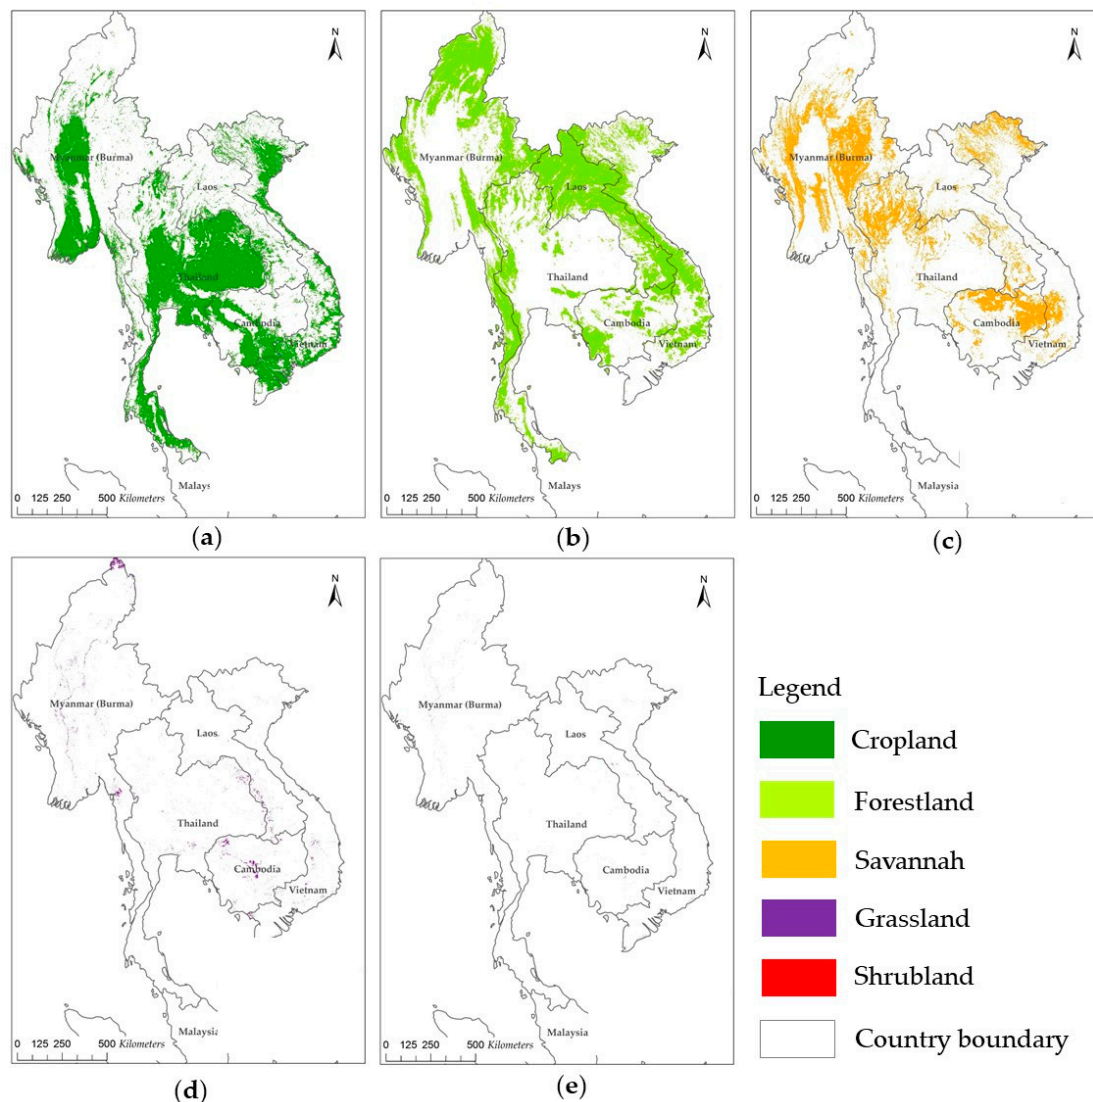 N
Myanmar (Burma)
Laos
Thailand
Cambodia
Vietnam
Malays
0 125 250 500 Kilometers
(a)
N
Myanmar (Burma)
Laos
Thailand
Cambodia
Vietnam
Malays
0 125 250 500 Kilometers
(b)
N
Myanmar (Burma)
Laos
Thailand
Cambodia
Vietnam
Malaysia
0 125 250 500 Kilometers
(c)
N
Myanmar (Burma)
Laos
Thailand
Cambodia
Vietnam
Malaysia
0 125 250 500 Kilometers
(d)
N
Myanmar (Burma)
Laos
Thailand
Cambodia
Vietnam
Malaysia
0 125 250 500 Kilometers
(e)
Legend
Cropland
Forestland
Savannah
Grassland
Shrubland
Country boundary